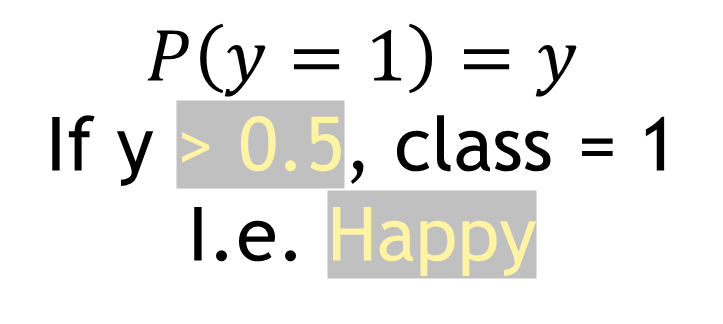 P(y = 1) = y
If y > 0.5, class = 1
I.e. Happy